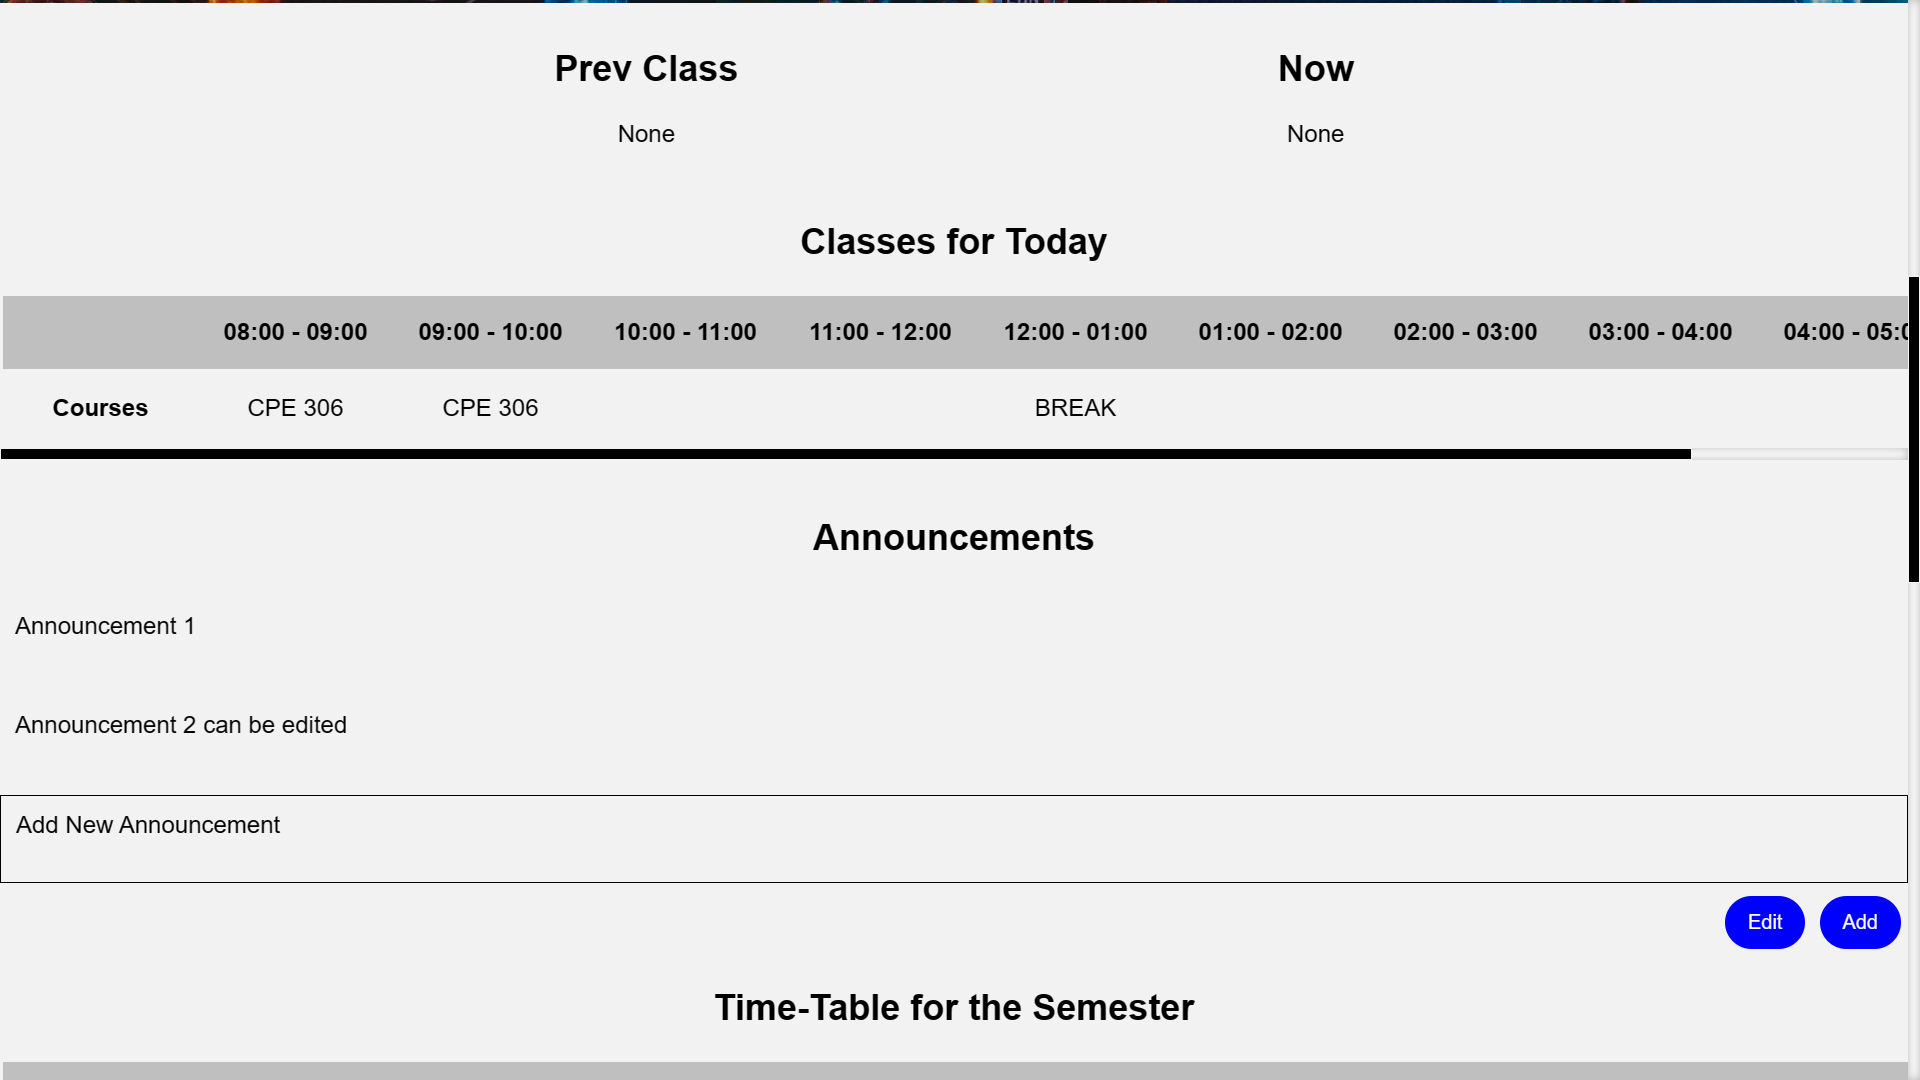 Prev Class Now
None None
Classes for Today
08:00 - 09:00 09:00 - 10:00 10:00 - 11:00 11:00 - 12:00 12:00 - 01:00 01:00 - 02:00 02:00 - 03:00 03:00 - 04:00 04:00 - 05:0
Courses CPE 306 CPE 306 BREAK
Announcements
Announcement 1
Announcement 2 can be edited
Add New Announcement
Edit Add
Time-Table for the Semester